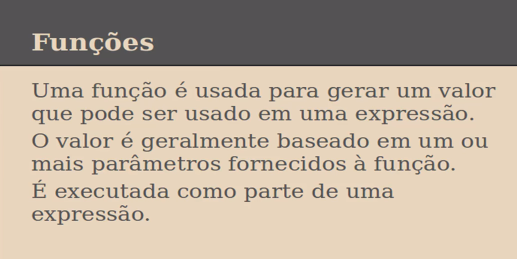 Funções
Uma função é usada para gerar um valor
que pode ser usado em uma expressão.
O valor é geralmente baseado em um ou
mais parâmetros fornecidos à função.
É executada como parte de uma
expressão.